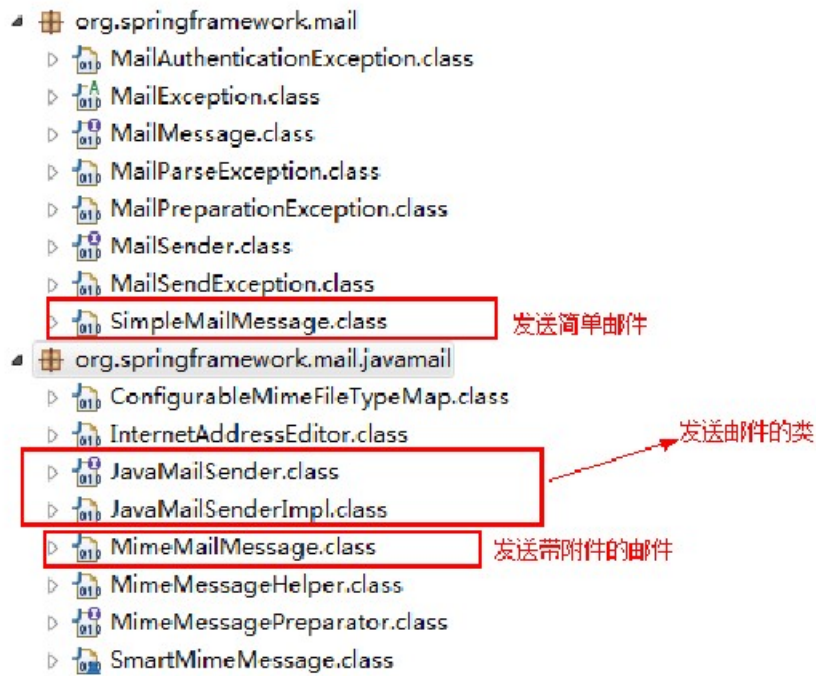 org.springframework.mail
MailAuthenticationException.class
MailException.class
MailMessage.class
MailParseException.class
MailPreparationException.class
MailSender.class
MailSendException.class
SimpleMailMessage.class 发送简单邮件
org.springframework.mail.javamail
ConfigurableMimeFileTypeMap.class
InternetAddressEditor.class 发送邮件的类
JavaMailSender.class
JavaMailSenderImpl.class
MimeMailMessage.class 发送带附件的邮件
MimeMessageHelper.class
MimeMessagePreparator.class
SmartMimeMessage.class